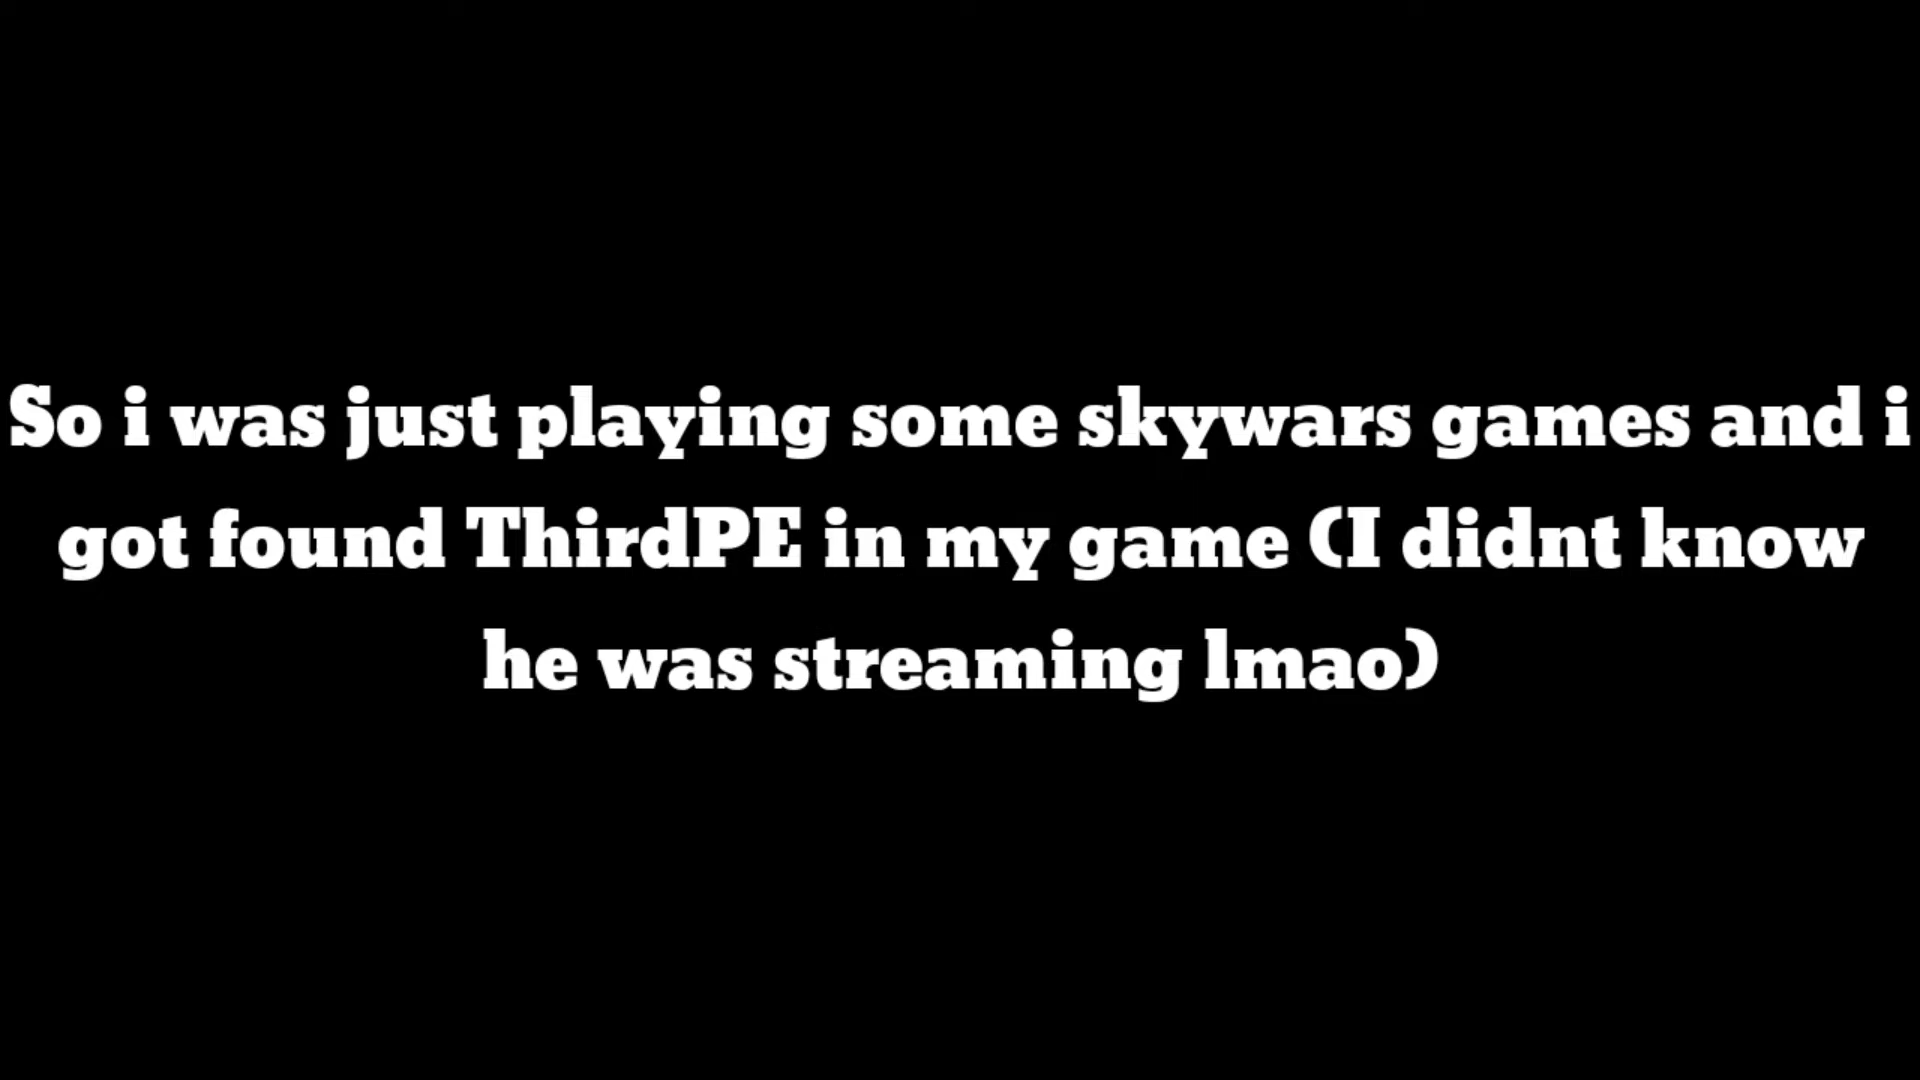 So i was just playing some skywars games and i
got found ThirdPE in my game (I didnt know
he was streaming lmao)